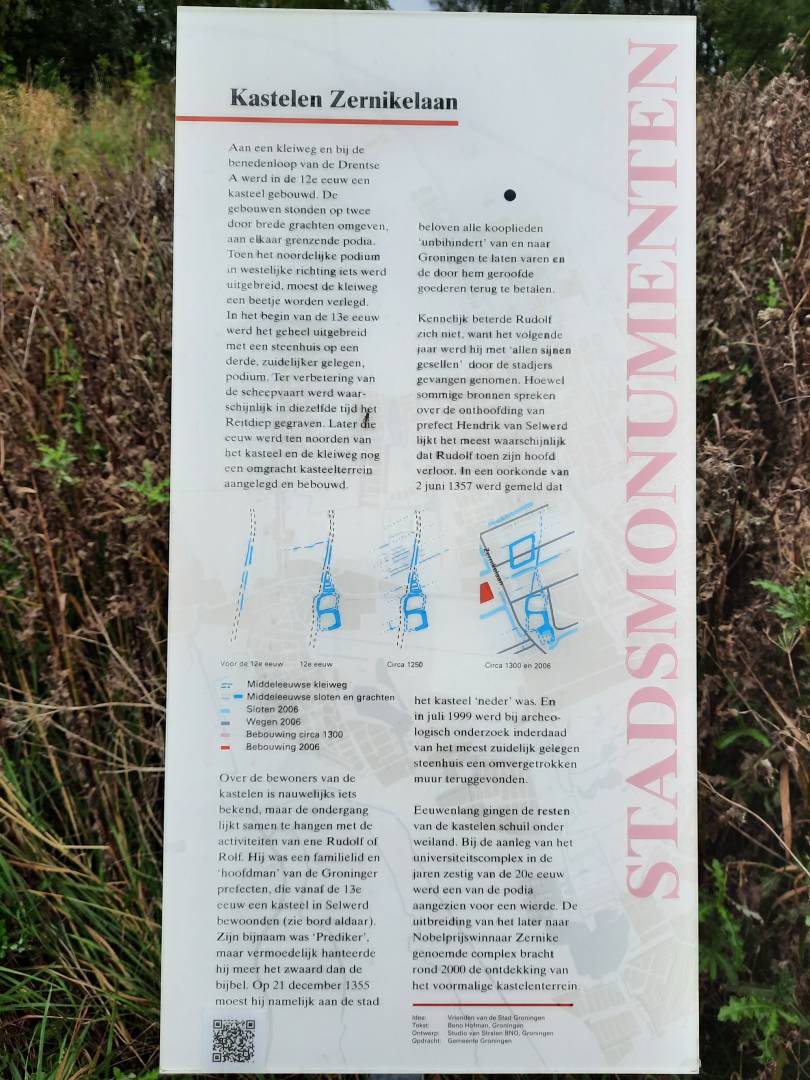 Kastelen Zernikelaan
Aan een kleiweg en bij de
benedenloop van de Drentse
A werd in de 12e eeuw een
kasteel gebouwd. De
gebouwen stonden op twee
door brede grachten omgeven,
aan elkaar grenzende podia.
Toen het noordelijke podium
in westelijke richting iets werd
uitgebreid, moest de kleiweg
een beetje worden verlegd.
In het begin van de 13e eeuw
werd het geheel uitgebreid
met een steenhuis op een
derde, zuidelijker gelegen,
podium. Ter verbetering van
de scheepvaart werd waar-
schijnlijk in diezelfde tijd het
Reitdiep gegraven. Later die
eeuw werd ten noorden van
het kasteel en de kleiweg nog
een omgracht kasteelterrein
aangelegd en bebouwd.
Voor de 12e eeuw
12e eeuw
Circa 1250
Zernikelaan
Circa 1300 en 2006
Middeleeuwse kleiweg
Middeleeuwse sloten en grachten
Sloten 2006
Wegen 2006
Bebouwing circa 1300
Bebouwing 2006
Over de bewoners van de
kastelen is nauwelijks iets
bekend, maar de ondergang
lijkt samen te hangen met de
activiteiten van ene Rudolf of
Rolf. Hij was een familielid en
‘hoofdman’ van de Groninger
prefecten, die vanaf de 13e
eeuw een kasteel in Selwerd
bewoonden (zie bord aldaar).
Zijn bijnaam was ‘Prediker’,
maar vermoedelijk hanteerde
hij meer het zwaard dan de
bijbel. Op 21 december 1355
moest hij namelijk aan de stad
beloven alle kooplieden
‘unbihindert’ van en naar
Groningen te laten varen en
de door hem geroofde
goederen terug te betalen.
Kennelijk beterde Rudolf
zich niet, want het volgende
jaar werd hij met ‘allen sijnen
gesellen’ door de stadjers
gevangen genomen. Hoewel
sommige bronnen spreken
over de onthoofding van
prefect Hendrik van Selwerd
lijkt het meest waarschijnlijk
dat Rudolf toen zijn hoofd
verloor. In een oorkonde van
2 juni 1357 werd gemeld dat
het kasteel ‘neder’ was. En
in juli 1999 werd bij archeo-
logisch onderzoek inderdaad
van het meest zuidelijk gelegen
steenhuis een omvergetrokken
muur teruggevonden.
Eeuwenlang gingen de resten
van de kastelen schuil onder
weiland. Bij de aanleg van het
universiteitscomplex in de
jaren zestig van de 20e eeuw
werd een van de podia
aangezien voor een wierde. De
uitbreiding van het later naar
Nobelprijswinnaar Zernike
genoemde complex bracht
rond 2000 de ontdekking van
het voormalige kastelenterrein.
Idee: Vrienden van de Stad Groningen
Tekst: Beno Hofman, Groningen
Ontwerp: Studio van Stralen BNO, Groningen
Opdracht: Gemeente Groningen
STADSMONUMENTEN